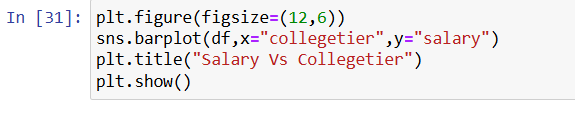 In [31]: plt.figure(figsize=(12,6))
sns.barplot(df,x="collegetier",y="salary")
plt.title("Salary Vs Collegetier")
plt.show()